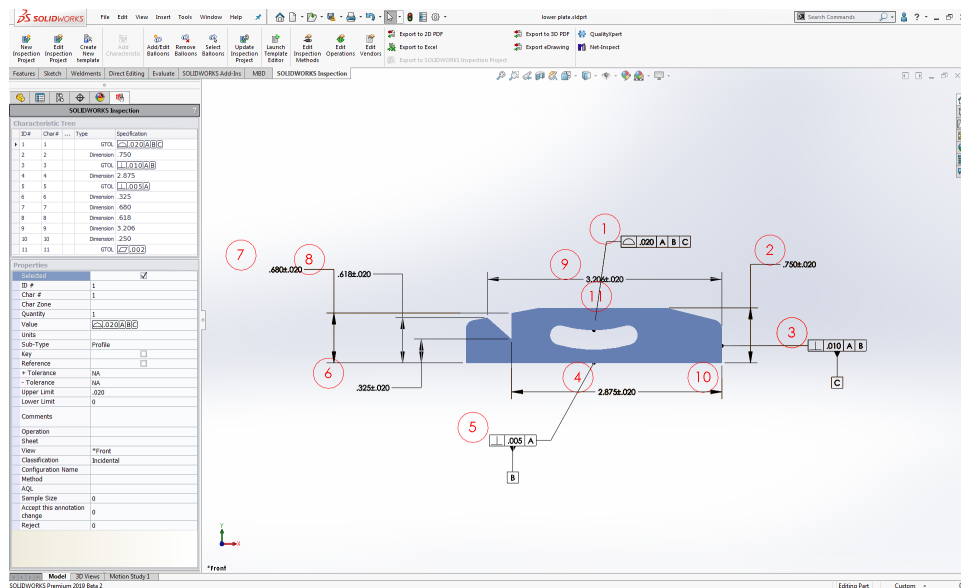 SOLIDWORKS
File Edit View Insert Tools Window Help
lower plate.sldprt
Search Commands
New Inspection Project
Edit Inspection Project
Create New template
Add Characteristic
Add/Edit Balloons
Remove Balloons
Select Balloons
Update Inspection Project
Launch Template Editor
Edit Inspection Methods
Edit Operations
Edit Vendors
Export to 2D PDF
Export to Excel
Export to SOLIDWORKS Inspection Project
Export to 3D PDF
Export eDrawing
QualityXpert
Net-Inspect
Features Sketch Weldments Direct Editing Evaluate SOLIDWORKS Add-Ins MBD SOLIDWORKS Inspection
SOLIDWORKS Inspection ?
Characteristic Tree
ID# Char# ... Type Specification
1 1 GTOL .020 A B C
2 2 Dimension .750
3 3 GTOL .010 A B
4 4 Dimension 2.875
5 5 GTOL .005 A
6 6 Dimension .325
7 7 Dimension .680
8 8 Dimension .618
9 9 Dimension 3.206
10 10 Dimension .250
11 11 GTOL .002
Properties
Selected
ID # 1
Char # 1
Char Zone
Quantity 1
Value .020 A B C
Units
Sub-Type Profile
Key
Reference
+ Tolerance NA
- Tolerance NA
Upper Limit .020
Lower Limit 0
Comments
Operation
Sheet
View *Front
Classification Incidental
Configuration Name
Method
AQL
Sample Size 0
Accept this annotation change 0
Reject 0
1
.020 A B C
2
.750±.020
7
8
9
.680±.020
.618±.020
3.206±.020
11
3
.010 A B
C
6
4
10
.325±.020
2.875±.020
5
.005 A
B
Y
X
*Front
Model 3D Views Motion Study 1
SOLIDWORKS Premium 2019 Beta 2
Editing Part Custom